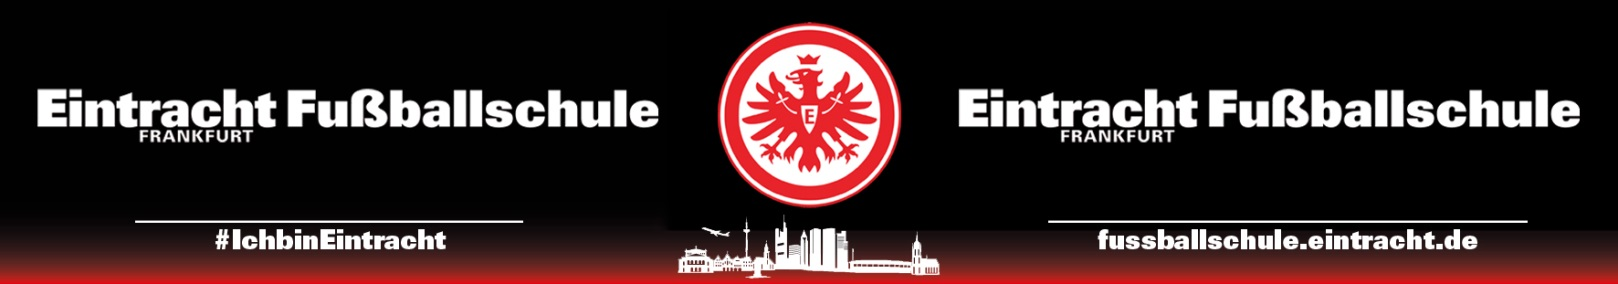 Eintracht Fußballschule
FRANKFURT
#IchbinEintracht
E
Eintracht Fußballschule
FRANKFURT
fussballschule.eintracht.de